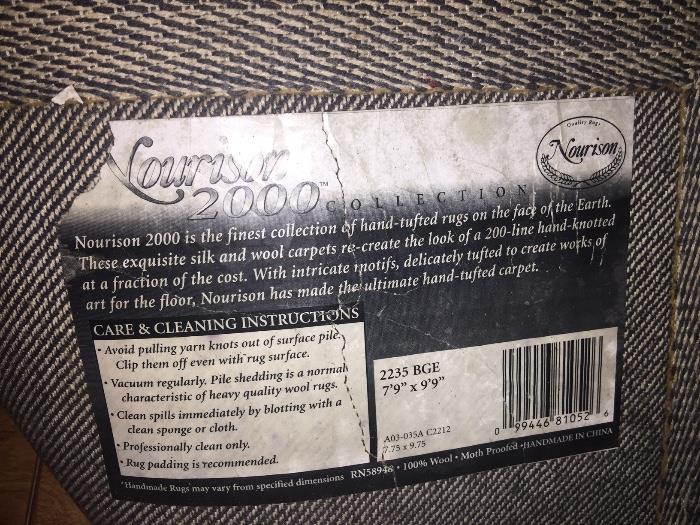 Quality Rugs
Nourison
Nourison
2000™ COLLECTION
Nourison 2000 is the finest collection of hand-tufted rugs on the face of the Earth.
These exquisite silk and wool carpets re-create the look of a 200-line hand-knotted
at a fraction of the cost. With intricate motifs, delicately tufted to create works of
art for the floor, Nourison has made the ultimate hand-tufted carpet.
CARE & CLEANING INSTRUCTIONS
• Avoid pulling yarn knots out of surface pile.
Clip them off even with rug surface.
• Vacuum regularly. Pile shedding is a normal
characteristic of heavy quality wool rugs.
• Clean spills immediately by blotting with a
clean sponge or cloth.
• Professionally clean only.
• Rug padding is recommended.
2235 BGE
7'9" x 9'9"
A03-035A C2212
7.75 x 9.75
0 99446 81052 6
*Handmade Rugs may vary from specified dimensions RN58948 • 100% Wool • Moth Proofed • HANDMADE IN CHINA